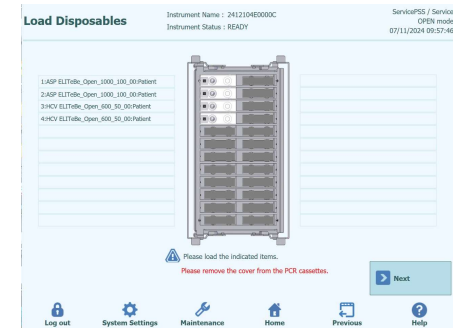 Load Disposables
Instrument Name : 2412104E0000C
Instrument Status : READY
ServicePSS / Service
OPEN mode
07/11/2024 09:57:46
1:ASP ELITeBe_Open_1000_100_00:Patient
2:ASP ELITeBe_Open_1000_100_00:Patient
3:HCV ELITeBe_Open_600_50_00:Patient
4:HCV ELITeBe_Open_600_50_00:Patient
Please load the indicated items.
Please remove the cover from the PCR cassettes.
Next
Log out
System Settings
Maintenance
Home
Previous
Help